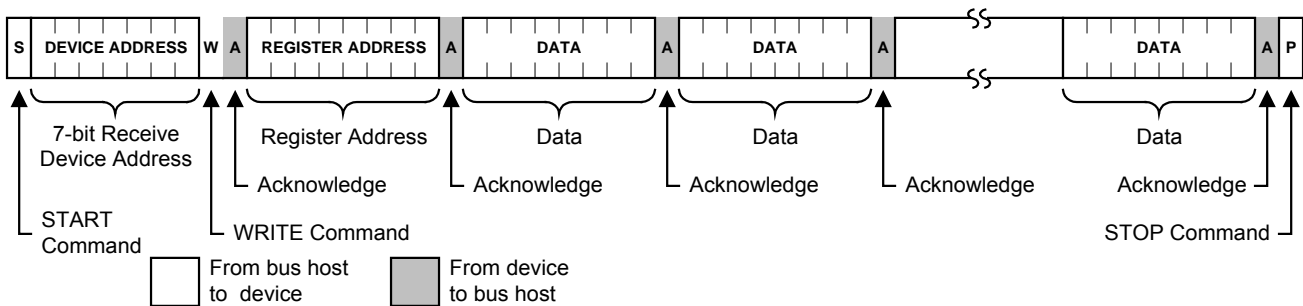 S DEVICE ADDRESS W A REGISTER ADDRESS A DATA A DATA A DATA A P
7-bit Receive
Device Address
Register Address
Data
Data
Data
Acknowledge
Acknowledge
Acknowledge
Acknowledge
Acknowledge
START
Command
WRITE Command
STOP Command
From bus host
to device
From device
to bus host